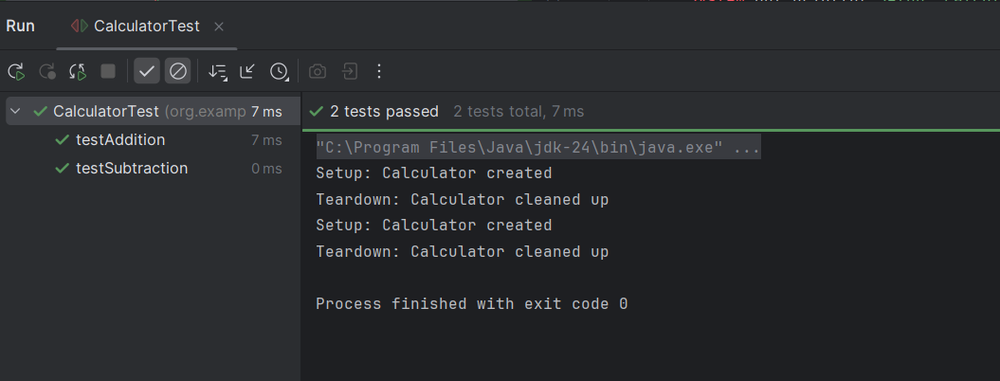 Run CalculatorTest
CalculatorTest (org.examp 7 ms
testAddition 7 ms
testSubtraction 0 ms
2 tests passed 2 tests total, 7 ms
"C:\Program Files\Java\jdk-24\bin\java.exe" ...
Setup: Calculator created
Teardown: Calculator cleaned up
Setup: Calculator created
Teardown: Calculator cleaned up
Process finished with exit code 0